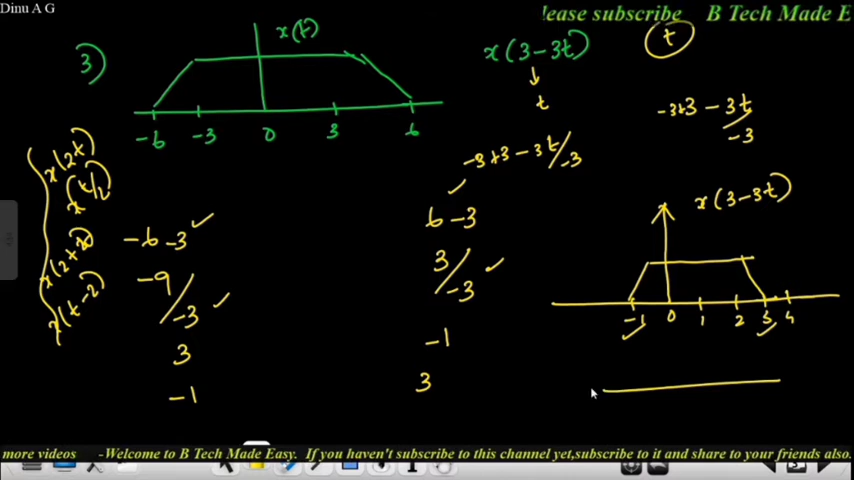 Dinu A G
lease subscribe B Tech Made E
3)
x(t)
x(3-3t)
t
↓
t
-3+3-3t
-3
-6 -3 0 3 6
-3+3-3t/-3
x(2t)
x(t/2)
x(t-2)
-6-3
-9
/-3
3
-1
6-3
3
/-3
-1
3
x(3-3t)
-1 0 1 2 3 4
more videos -Welcome to B Tech Made Easy. If you haven't subscribe to this channel yet,subscribe to it and share to your friends also.